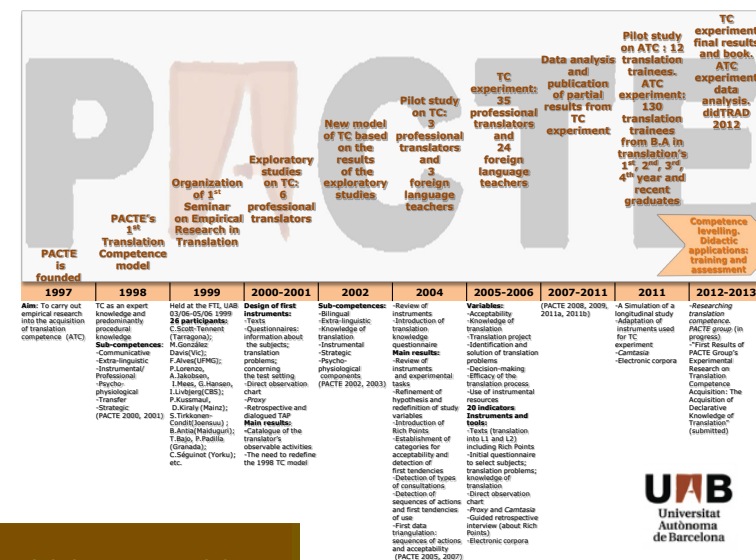 PACTE
PACTE
is
founded
PACTE's
1st
Translation
Competence
model
Organization
of 1st
Seminar
on Empirical
Research in
Translation
Exploratory
studies
on TC:
6
professional
translators
New model
of TC based
on the
results
of the
exploratory
studies
Pilot study
on TC:
3
professional
translators
and
3
foreign
language
teachers
TC
experiment:
35
professional
translators
and
24
foreign
language
teachers
Data analysis
and
publication
of partial
results from
TC
experiment
Pilot study
on ATC : 12
translation
trainees.
ATC
experiment:
130
translation
trainees
from B.A in
translation's
1st, 2nd, 3rd,
4th year and
recent
graduates
TC
experiment
final results
and book.
ATC
experiment
data
analysis.
didTRAD
2012
Competence
levelling.
Didactic
applications:
training and
assessment
1997
1998
1999
2000-2001
2002
2004
2005-2006
2007-2011
2011
2012-2013
Aim: To carry out
empirical research
into the acquisition
of translation
competence (ATC)
TC as an expert
knowledge and
predominantly
procedural
knowledge
Sub-competences:
-Communicative
-Extra-linguistic
-Instrumental/
Professional
-Psycho-
physiological
-Transfer
-Strategic
(PACTE 2000, 2001)
Held at the FTI, UAB
03/06-05/06 1999
26 participants:
C.Scott-Tennent
(Tarragona);
M.González
Davis(Vic);
F.Alves(UFMG);
P.Lorenzo,
A.Jakobsen,
I.Mees, G.Hansen,
I.Livbjerg(CBS);
P.Kussmaul,
D.Kiraly (Mainz);
S.Tirkkonen-
Condit(Joensuu) ;
B.Antia(Maiduguri);
T.Bajo, P.Padilla
(Granada);
C.Séguinot (Yorku);
etc.
Design of first
instruments:
-Texts
-Questionnaires:
information about
the subjects;
translation
problems;
concerning
the test setting
-Direct observation
chart
-Proxy
-Retrospective and
dialogued TAP
Main results:
-Catalogue of the
translator's
observable activities
-The need to redefine
the 1998 TC model
Sub-competences:
-Bilingual
-Extra-linguistic
-Knowledge of
translation
-Instrumental
-Strategic
-Psycho-
physiological
components
(PACTE 2002, 2003)
-Review of
instruments
-Introduction of
translation
knowledge
questionnaire
Main results:
-Review of
instruments
and experimental
tasks
-Refinement of
hypothesis and
redefinition of study
variables
-Introduction of
Rich Points
-Establishment of
categories for
acceptability and
detection of
first tendencies
-Detection of types
of consultations
-Detection of
sequences of actions
and first tendencies
of use
-First data
triangulation:
sequences of actions
and acceptability
(PACTE 2005, 2007)
Variables:
-Acceptability
-Knowledge of
translation
-Translation project
-Identification and
solution of translation
problems
-Decision-making
-Efficacy of the
translation process
-Use of instrumental
resources
20 indicators
Instruments and
tools:
-Texts (translation
into L1 and L2)
including Rich Points
-Initial questionnaire
to select subjects;
translation problems;
knowledge of
translation
-Direct observation
chart
-Proxy and Camtasia
-Guided retrospective
interview (about Rich
Points)
-Electronic corpora
(PACTE 2008, 2009,
2011a, 2011b)
-A Simulation of a
longitudinal study
-Adaptation of
instruments used
for TC
experiment
-Camtasia
-Electronic corpora
-Researching
translation
competence.
PACTE group (in
progress)
-"First Results of
PACTE Group's
Experimental
Research on
Translation
Competence
Acquisition: The
Acquisition of
Declarative
Knowledge of
Translation"
(submitted)
UAB
Universitat
Autònoma
de Barcelona